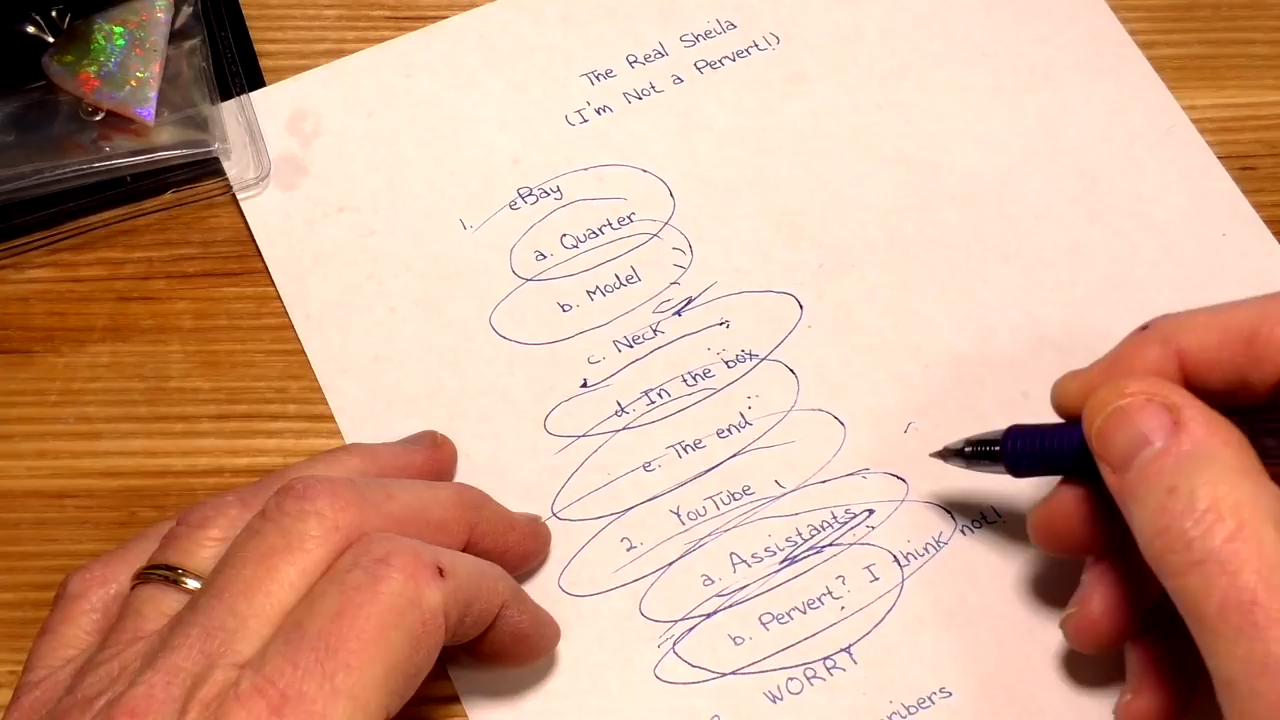 The Real Sheila
(I'm Not a Pervert!)
1. eBay
a. Quarter
b. Model
c. Neck
d. In the box
e. The end
2. YouTube
a. Assistants
b. Pervert? I think not!
WORRY